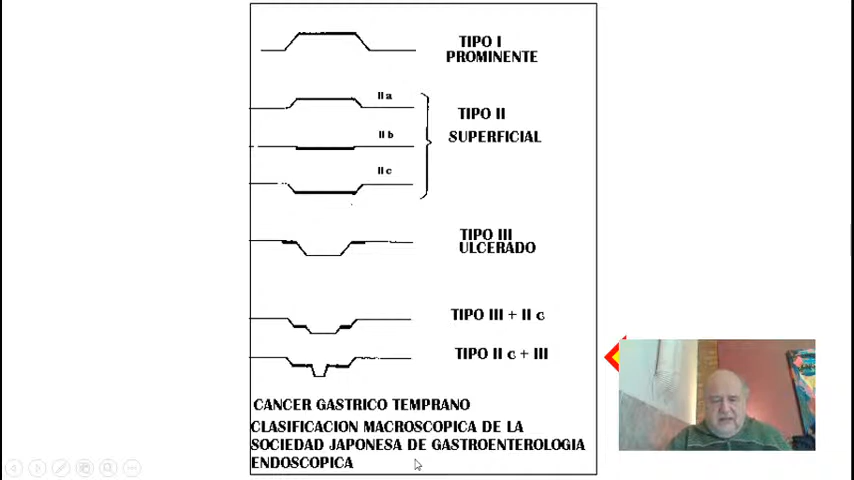 TIPO I
PROMINENTE
II a
TIPO II
II b
SUPERFICIAL
II c
TIPO III
ULCERADO
TIPO III + II c
TIPO II c + III
CANCER GASTRICO TEMPRANO
CLASIFICACION MACROSCOPICA DE LA
SOCIEDAD JAPONESA DE GASTROENTEROLOGIA
ENDOSCOPICA